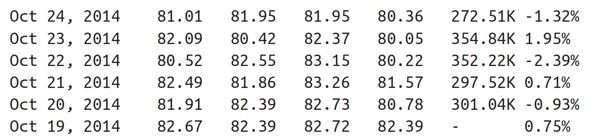 Oct 24, 2014 81.01 81.95 81.95 80.36 272.51K -1.32%
Oct 23, 2014 82.09 80.42 82.37 80.05 354.84K 1.95%
Oct 22, 2014 80.52 82.55 83.15 80.22 352.22K -2.39%
Oct 21, 2014 82.49 81.86 83.26 81.57 297.52K 0.71%
Oct 20, 2014 81.91 82.39 82.73 80.78 301.04K -0.93%
Oct 19, 2014 82.67 82.39 82.72 82.39 - 0.75%